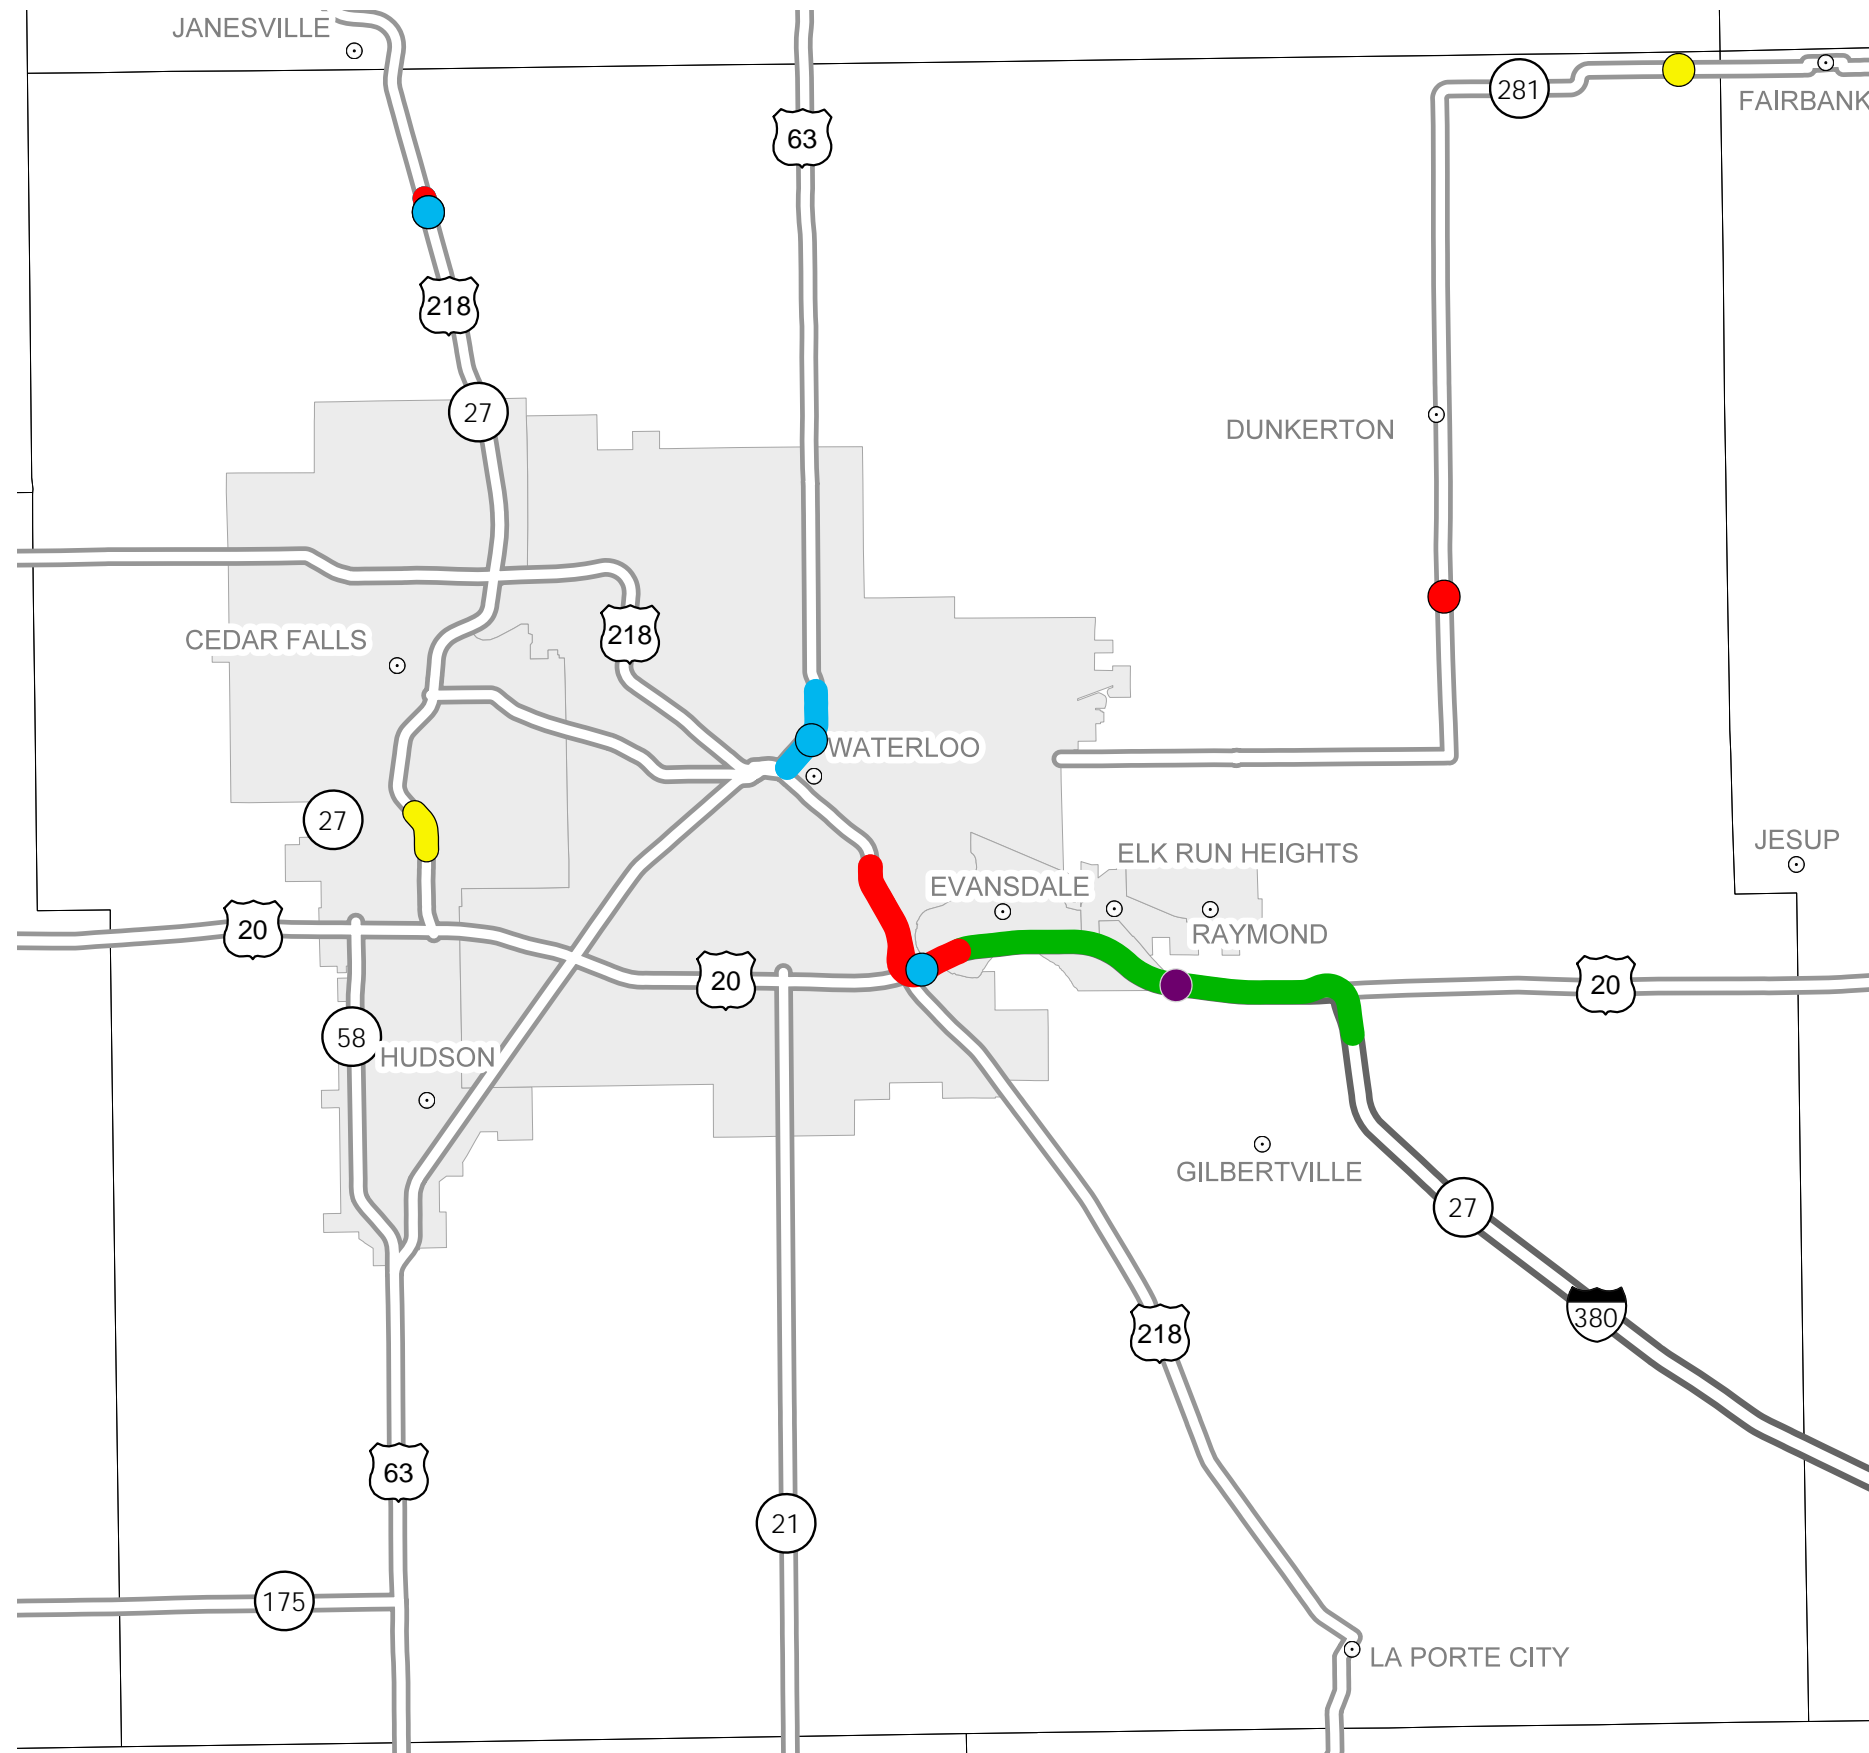 JANESVILLE
63
281
FAIRBANK
218
27
DUNKERTON
218
CEDAR FALLS
WATERLOO
27
JESUP
ELK RUN HEIGHTS
EVANSDALE
20
RAYMOND
20
20
58
HUDSON
GILBERTVILLE
27
380
218
63
21
175
LA PORTE CITY